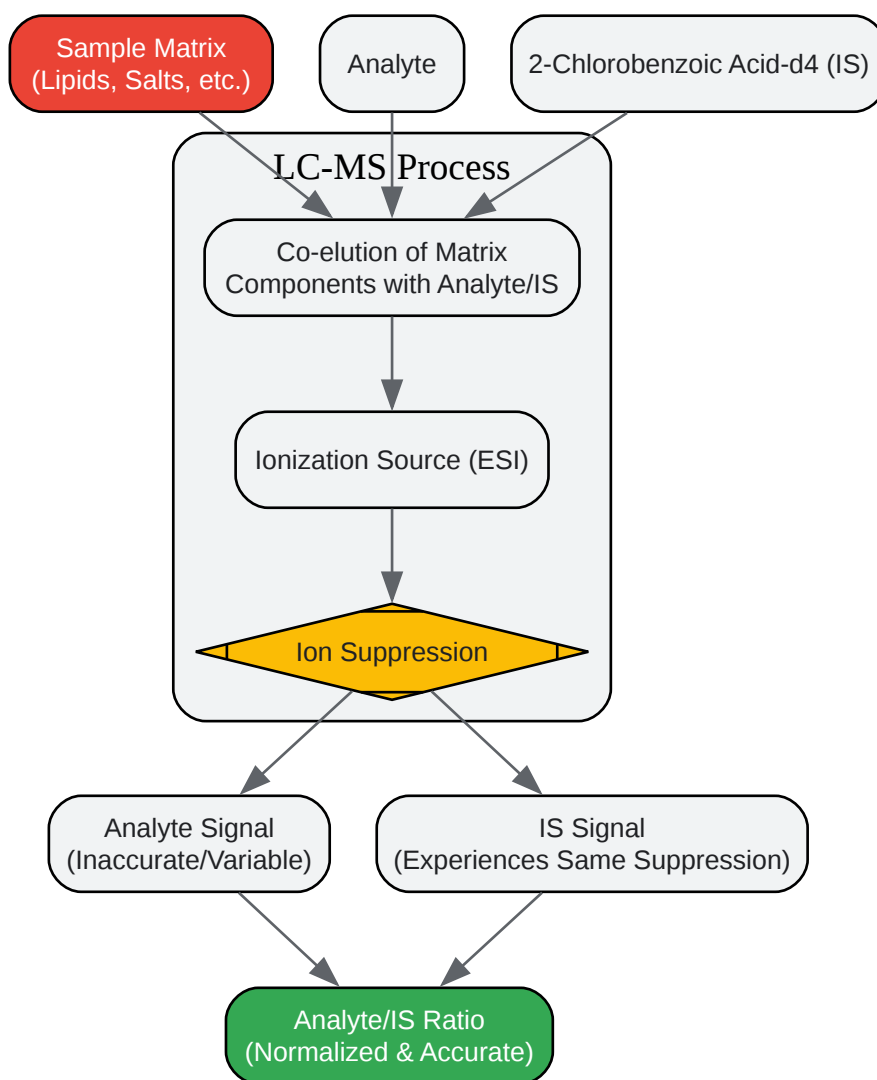 Sample Matrix
(Lipids, Salts, etc.)
Analyte
2-Chlorobenzoic Acid-d4 (IS)
LC-MS Process
Co-elution of Matrix
Components with Analyte/IS
Ionization Source (ESI)
Ion Suppression
Analyte Signal
(Inaccurate/Variable)
IS Signal
(Experiences Same Suppression)
Analyte/IS Ratio
(Normalized & Accurate)